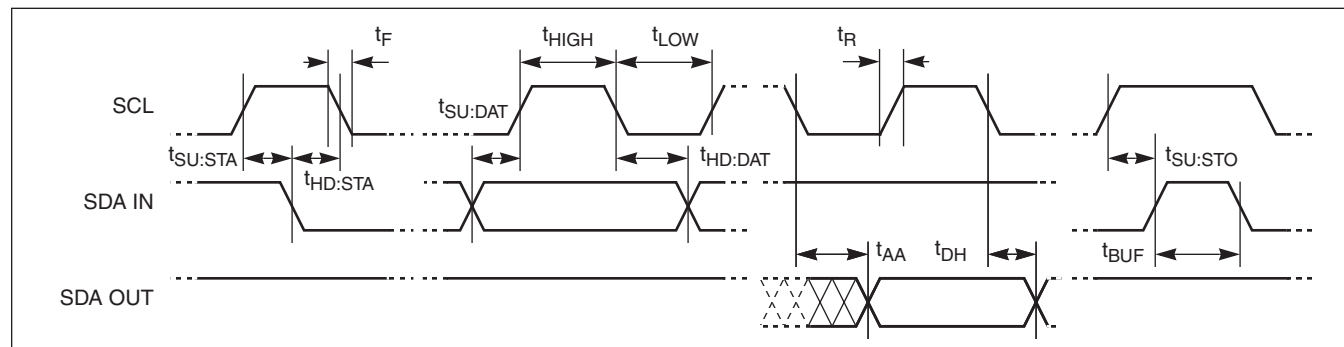 tF
tHIGH
tLOW
tR
SCL
tSU:DAT
tSU:STA
tHD:STA
tHD:DAT
tSU:STO
SDA IN
tAA
tDH
tBUF
SDA OUT